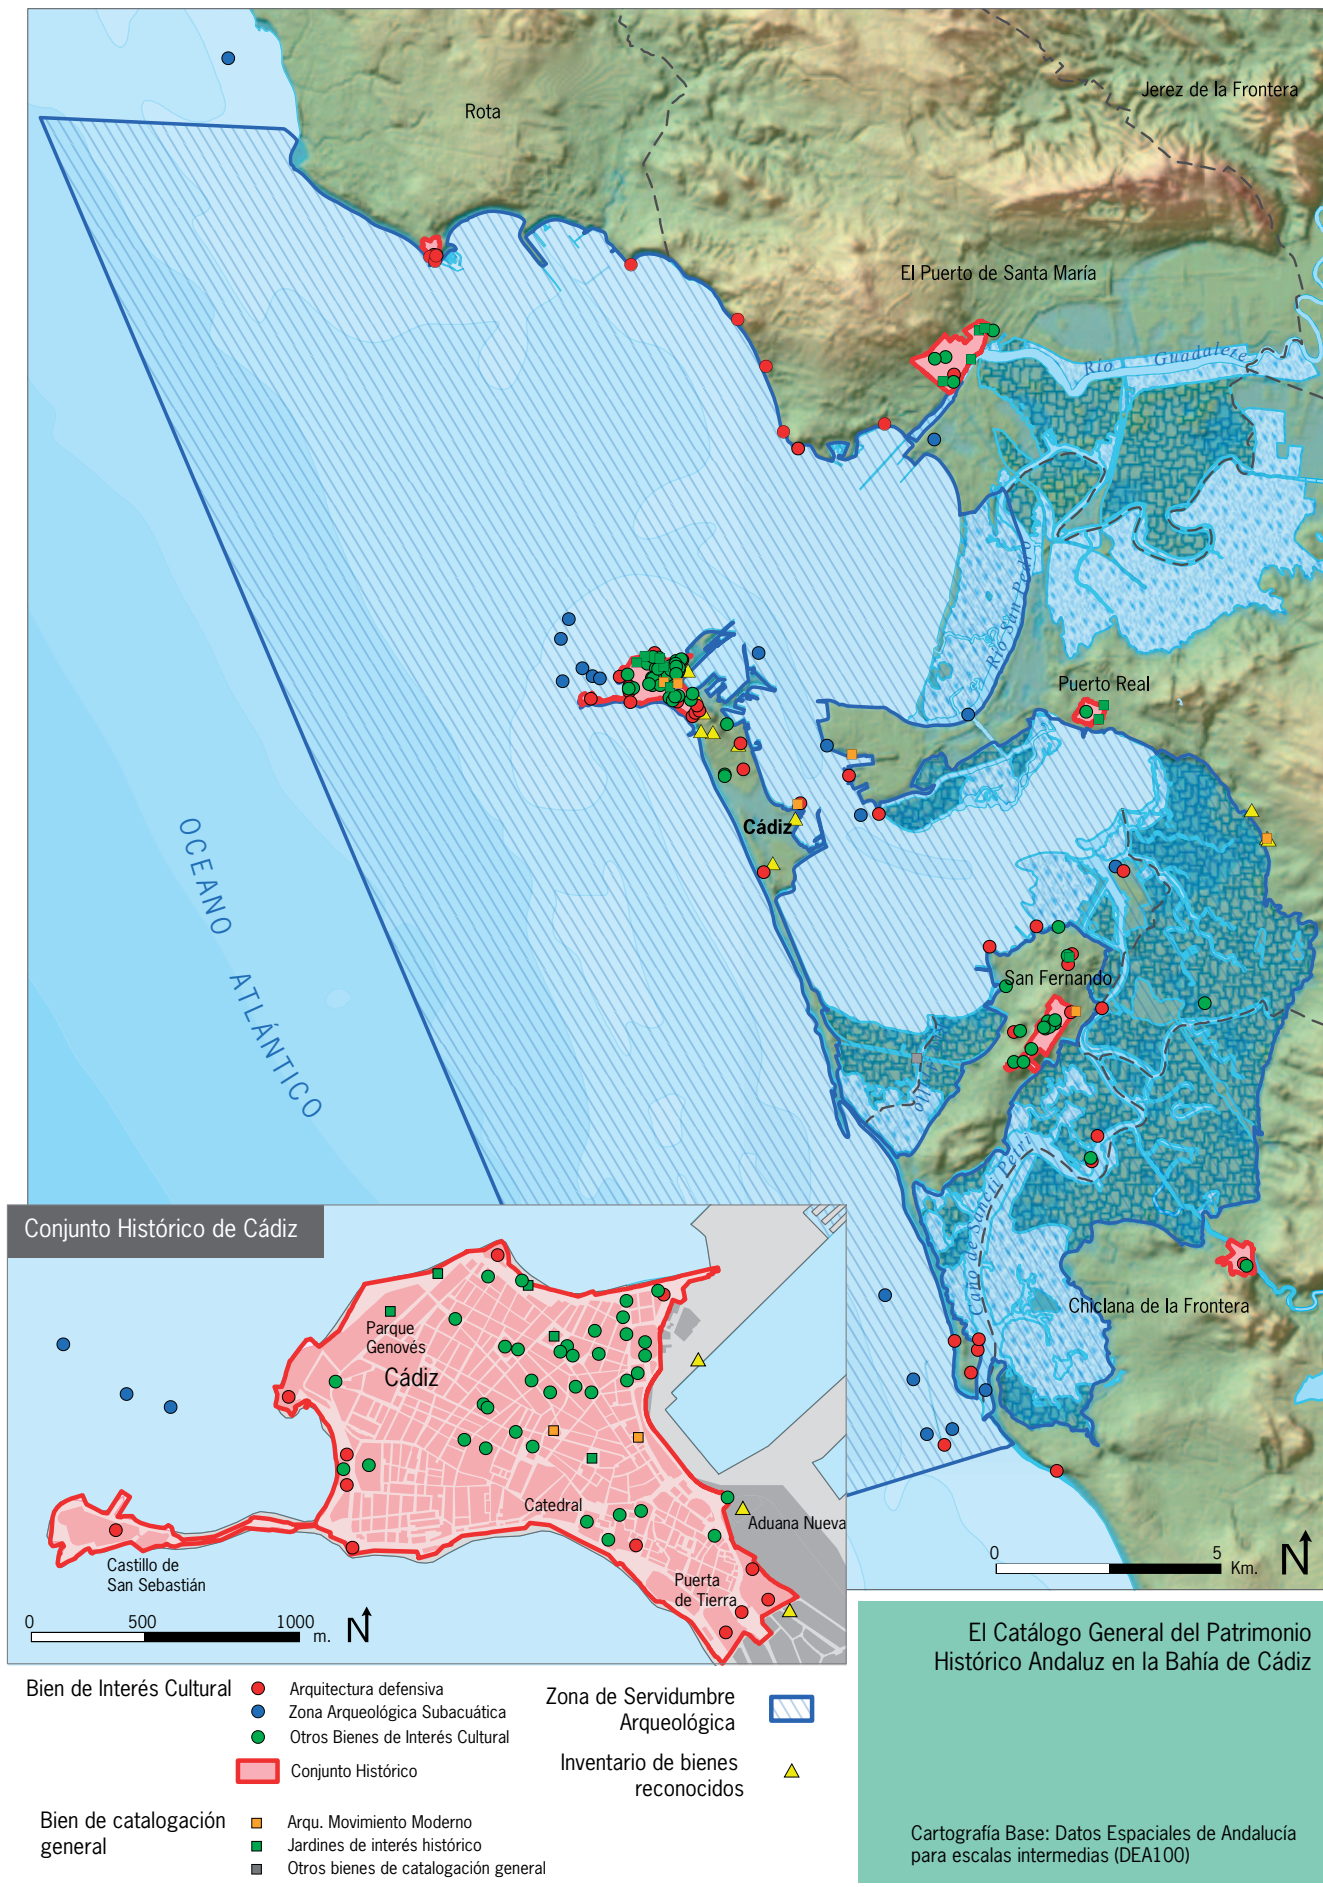 Jerez de la Frontera
Rota
El Puerto de Santa María
Río Guadalete
Río San Pedro
Puerto Real
Cádiz
OCEANO ATLÁNTICO
San Fernando
Caño de Sancti Petri
Chiclana de la Frontera
0 5 Km.
N
Conjunto Histórico de Cádiz
Parque
Genovés
Cádiz
Catedral
Aduana Nueva
Castillo de
San Sebastián
Puerta
de Tierra
0 500 1000 m.
N
El Catálogo General del Patrimonio
Histórico Andaluz en la Bahía de Cádiz
Cartografía Base: Datos Espaciales de Andalucía
para escalas intermedias (DEA100)
Bien de Interés Cultural
Arquitectura defensiva
Zona Arqueológica Subacuática
Otros Bienes de Interés Cultural
Conjunto Histórico
Bien de catalogación
general
Arqu. Movimiento Moderno
Jardines de interés histórico
Otros bienes de catalogación general
Zona de Servidumbre
Arqueológica
Inventario de bienes
reconocidos